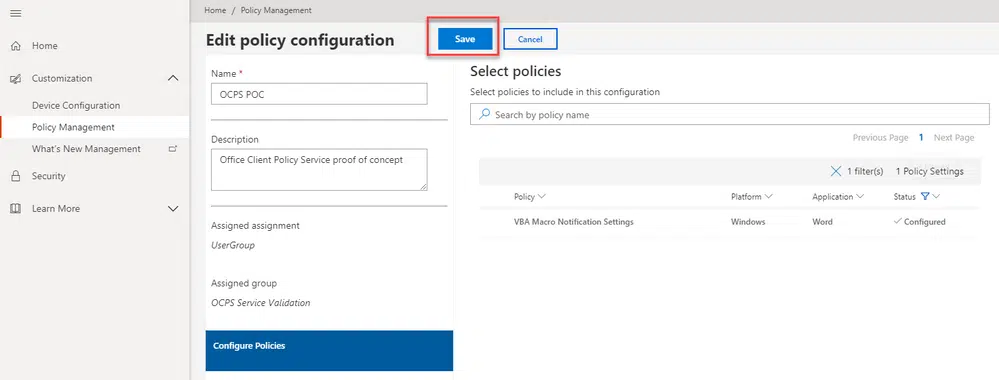 Home / Policy Management
Home
Customization
Device Configuration
Policy Management
What's New Management
Security
Learn More
Edit policy configuration
Save
Cancel
Name *
OCPS POC
Description
Office Client Policy Service proof of concept
Assigned assignment
UserGroup
Assigned group
OCPS Service Validation
Configure Policies
Select policies
Select policies to include in this configuration
Search by policy name
Previous Page 1 Next Page
1 filter(s) 1 Policy Settings
Policy Platform Application Status
VBA Macro Notification Settings Windows Word Configured